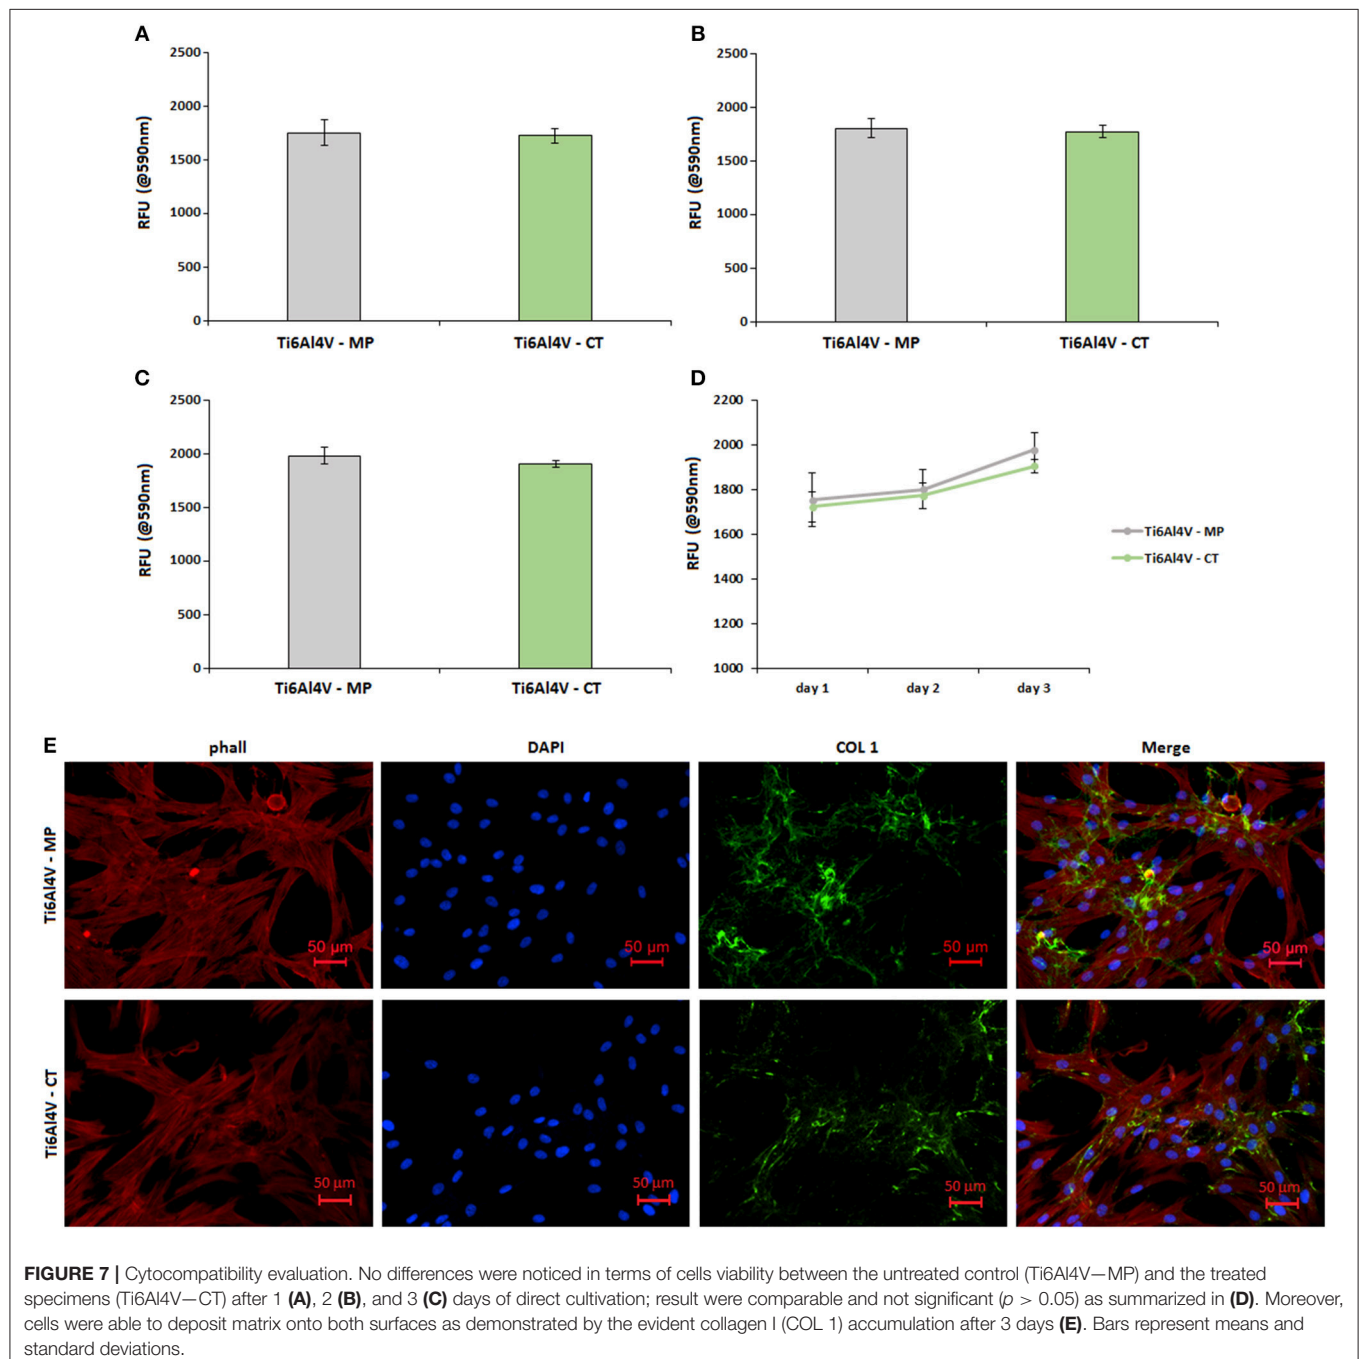 A
B
2500
2000
1500
1000
500
0
RFU (@590nm)
Ti6Al4V - MP
Ti6Al4V - CT
2500
2000
1500
1000
500
0
RFU (@590nm)
Ti6Al4V - MP
Ti6Al4V - CT
C
D
2500
2000
1500
1000
500
0
RFU (@590nm)
Ti6Al4V - MP
Ti6Al4V - CT
2200
2000
1800
1600
1400
1200
1000
RFU (@590nm)
day 1
day 2
day 3
Ti6Al4V - MP
Ti6Al4V - CT
E
phall
DAPI
COL 1
Merge
Ti6Al4V - MP
50 µm
50 µm
50 µm
50 µm
Ti6Al4V - CT
50 µm
50 µm
50 µm
50 µm
FIGURE 7 | Cytocompatibility evaluation. No differences were noticed in terms of cells viability between the untreated control (Ti6Al4V—MP) and the treated
specimens (Ti6Al4V—CT) after 1 (A), 2 (B), and 3 (C) days of direct cultivation; result were comparable and not significant (p > 0.05) as summarized in (D). Moreover,
cells were able to deposit matrix onto both surfaces as demonstrated by the evident collagen I (COL 1) accumulation after 3 days (E). Bars represent means and
standard deviations.